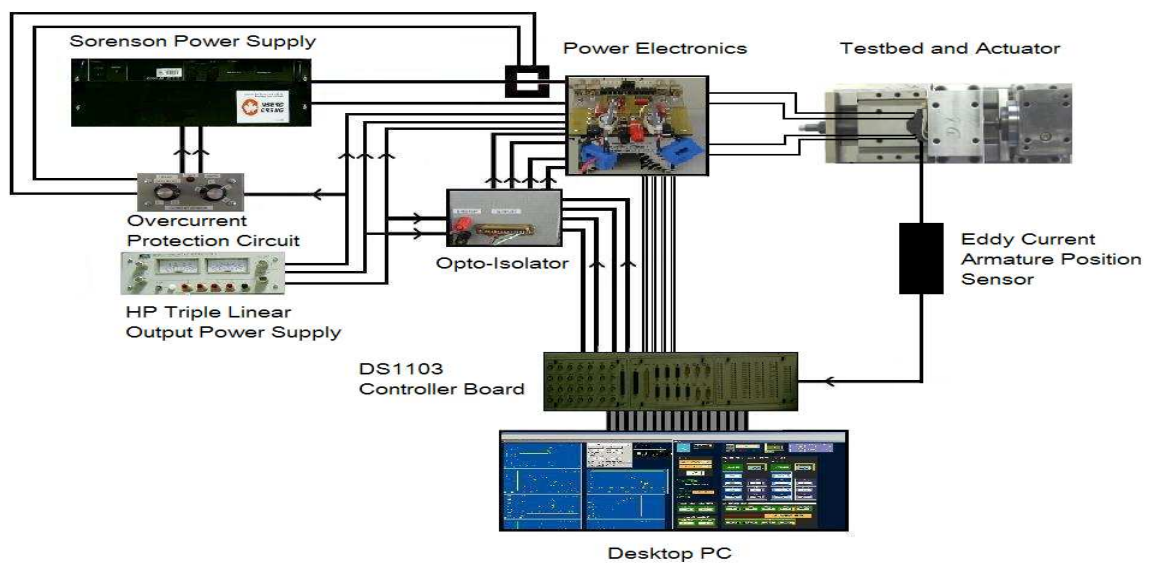 Sorenson Power Supply
Power Electronics
Testbed and Actuator
Overcurrent
Protection Circuit
Opto-Isolator
Eddy Current
Armature Position
Sensor
HP Triple Linear
Output Power Supply
DS1103
Controller Board
Desktop PC